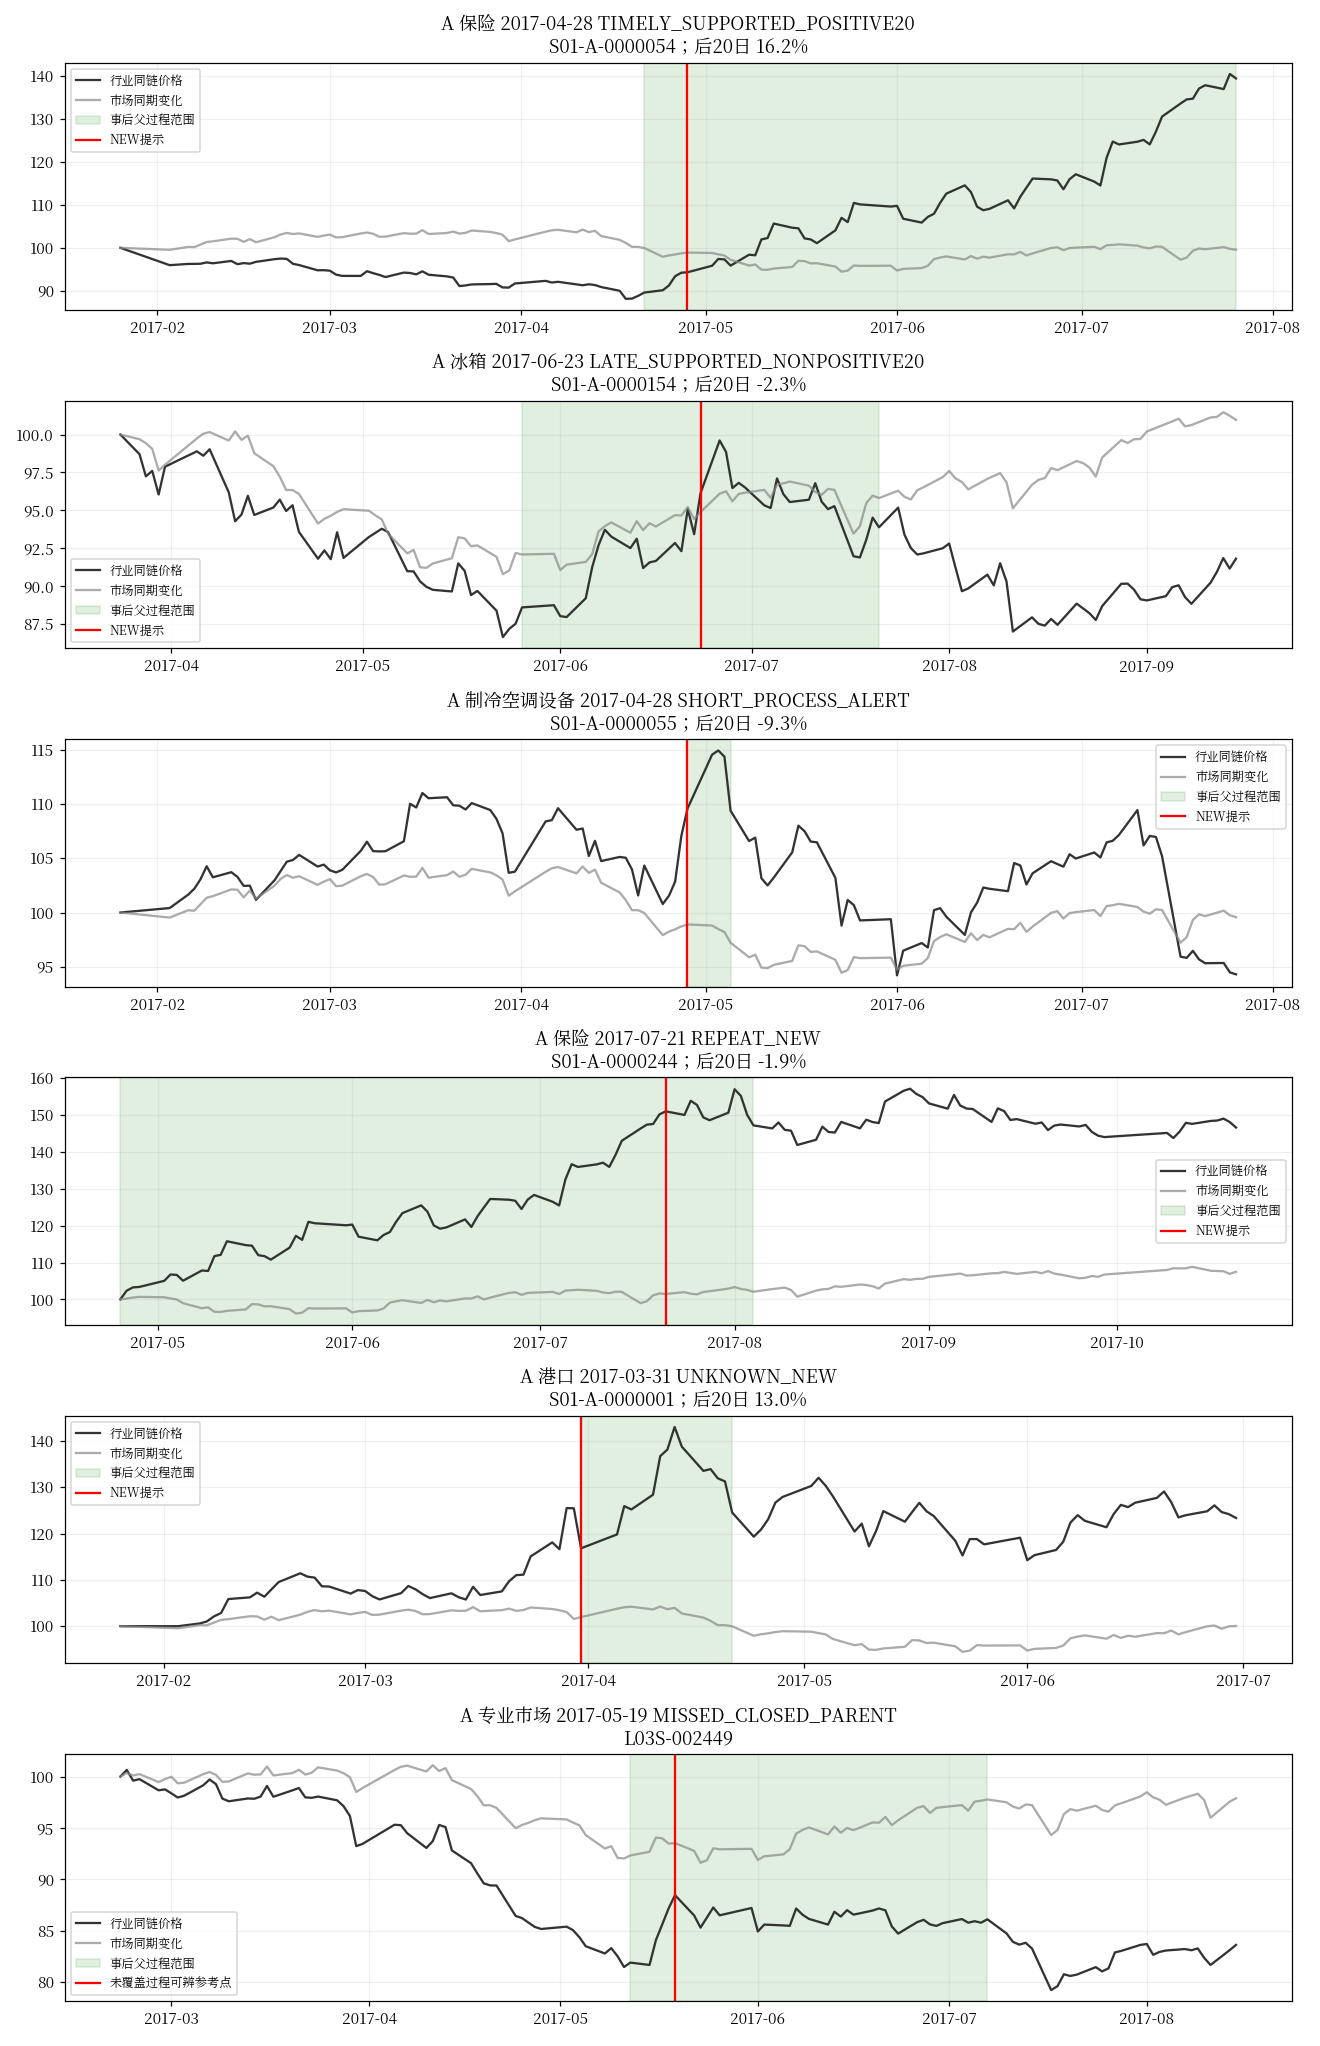 A 保险 2017-04-28 TIMELY_SUPPORTED_POSITIVE20
S01-A-0000054；后20日 16.2%
140
130
120
110
100
90
行业同链价格
市场同期变化
事后父过程范围
NEW提示
2017-02 2017-03 2017-04 2017-05 2017-06 2017-07 2017-08
A 冰箱 2017-06-23 LATE_SUPPORTED_NONPOSITIVE20
S01-A-0000154；后20日 -2.3%
100.0
97.5
95.0
92.5
90.0
87.5
行业同链价格
市场同期变化
事后父过程范围
NEW提示
2017-04 2017-05 2017-06 2017-07 2017-08 2017-09
A 制冷空调设备 2017-04-28 SHORT_PROCESS_ALERT
S01-A-0000055；后20日 -9.3%
115
110
105
100
95
行业同链价格
市场同期变化
事后父过程范围
NEW提示
2017-02 2017-03 2017-04 2017-05 2017-06 2017-07 2017-08
A 保险 2017-07-21 REPEAT_NEW
S01-A-0000244；后20日 -1.9%
160
150
140
130
120
110
100
行业同链价格
市场同期变化
事后父过程范围
NEW提示
2017-05 2017-06 2017-07 2017-08 2017-09 2017-10
A 港口 2017-03-31 UNKNOWN_NEW
S01-A-0000001；后20日 13.0%
140
130
120
110
100
行业同链价格
市场同期变化
事后父过程范围
NEW提示
2017-02 2017-03 2017-04 2017-05 2017-06 2017-07
A 专业市场 2017-05-19 MISSED_CLOSED_PARENT
L03S-002449
100
95
90
85
80
行业同链价格
市场同期变化
事后父过程范围
未覆盖过程可辨参考点
2017-03 2017-04 2017-05 2017-06 2017-07 2017-08